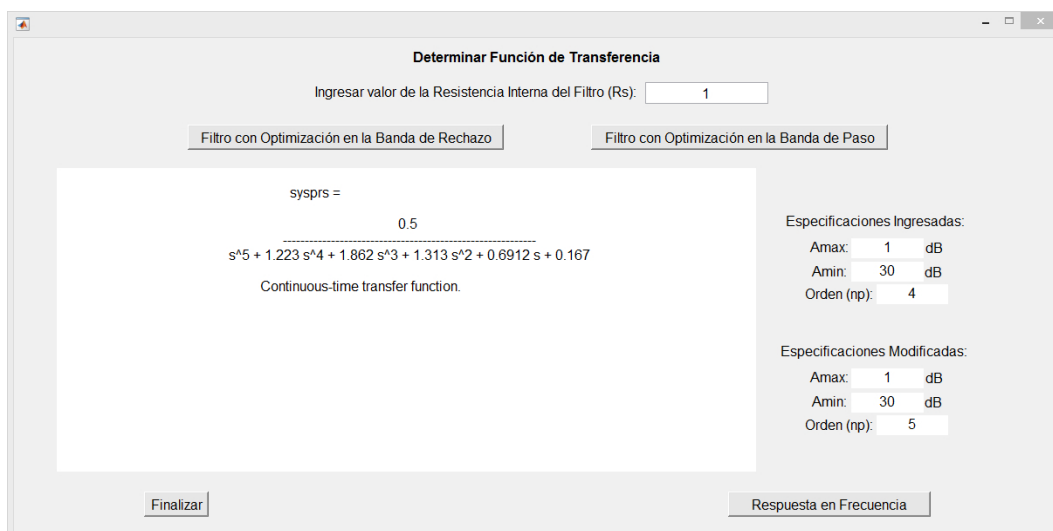 Determinar Función de Transferencia
Ingresar valor de la Resistencia Interna del Filtro (Rs): 1
Filtro con Optimización en la Banda de Rechazo
Filtro con Optimización en la Banda de Paso
sysprs =
0.5
----------------------------------------------------------
s^5 + 1.223 s^4 + 1.862 s^3 + 1.313 s^2 + 0.6912 s + 0.167
Continuous-time transfer function.
Especificaciones Ingresadas:
Amax: 1 dB
Amin: 30 dB
Orden (np): 4
Especificaciones Modificadas:
Amax: 1 dB
Amin: 30 dB
Orden (np): 5
Finalizar
Respuesta en Frecuencia